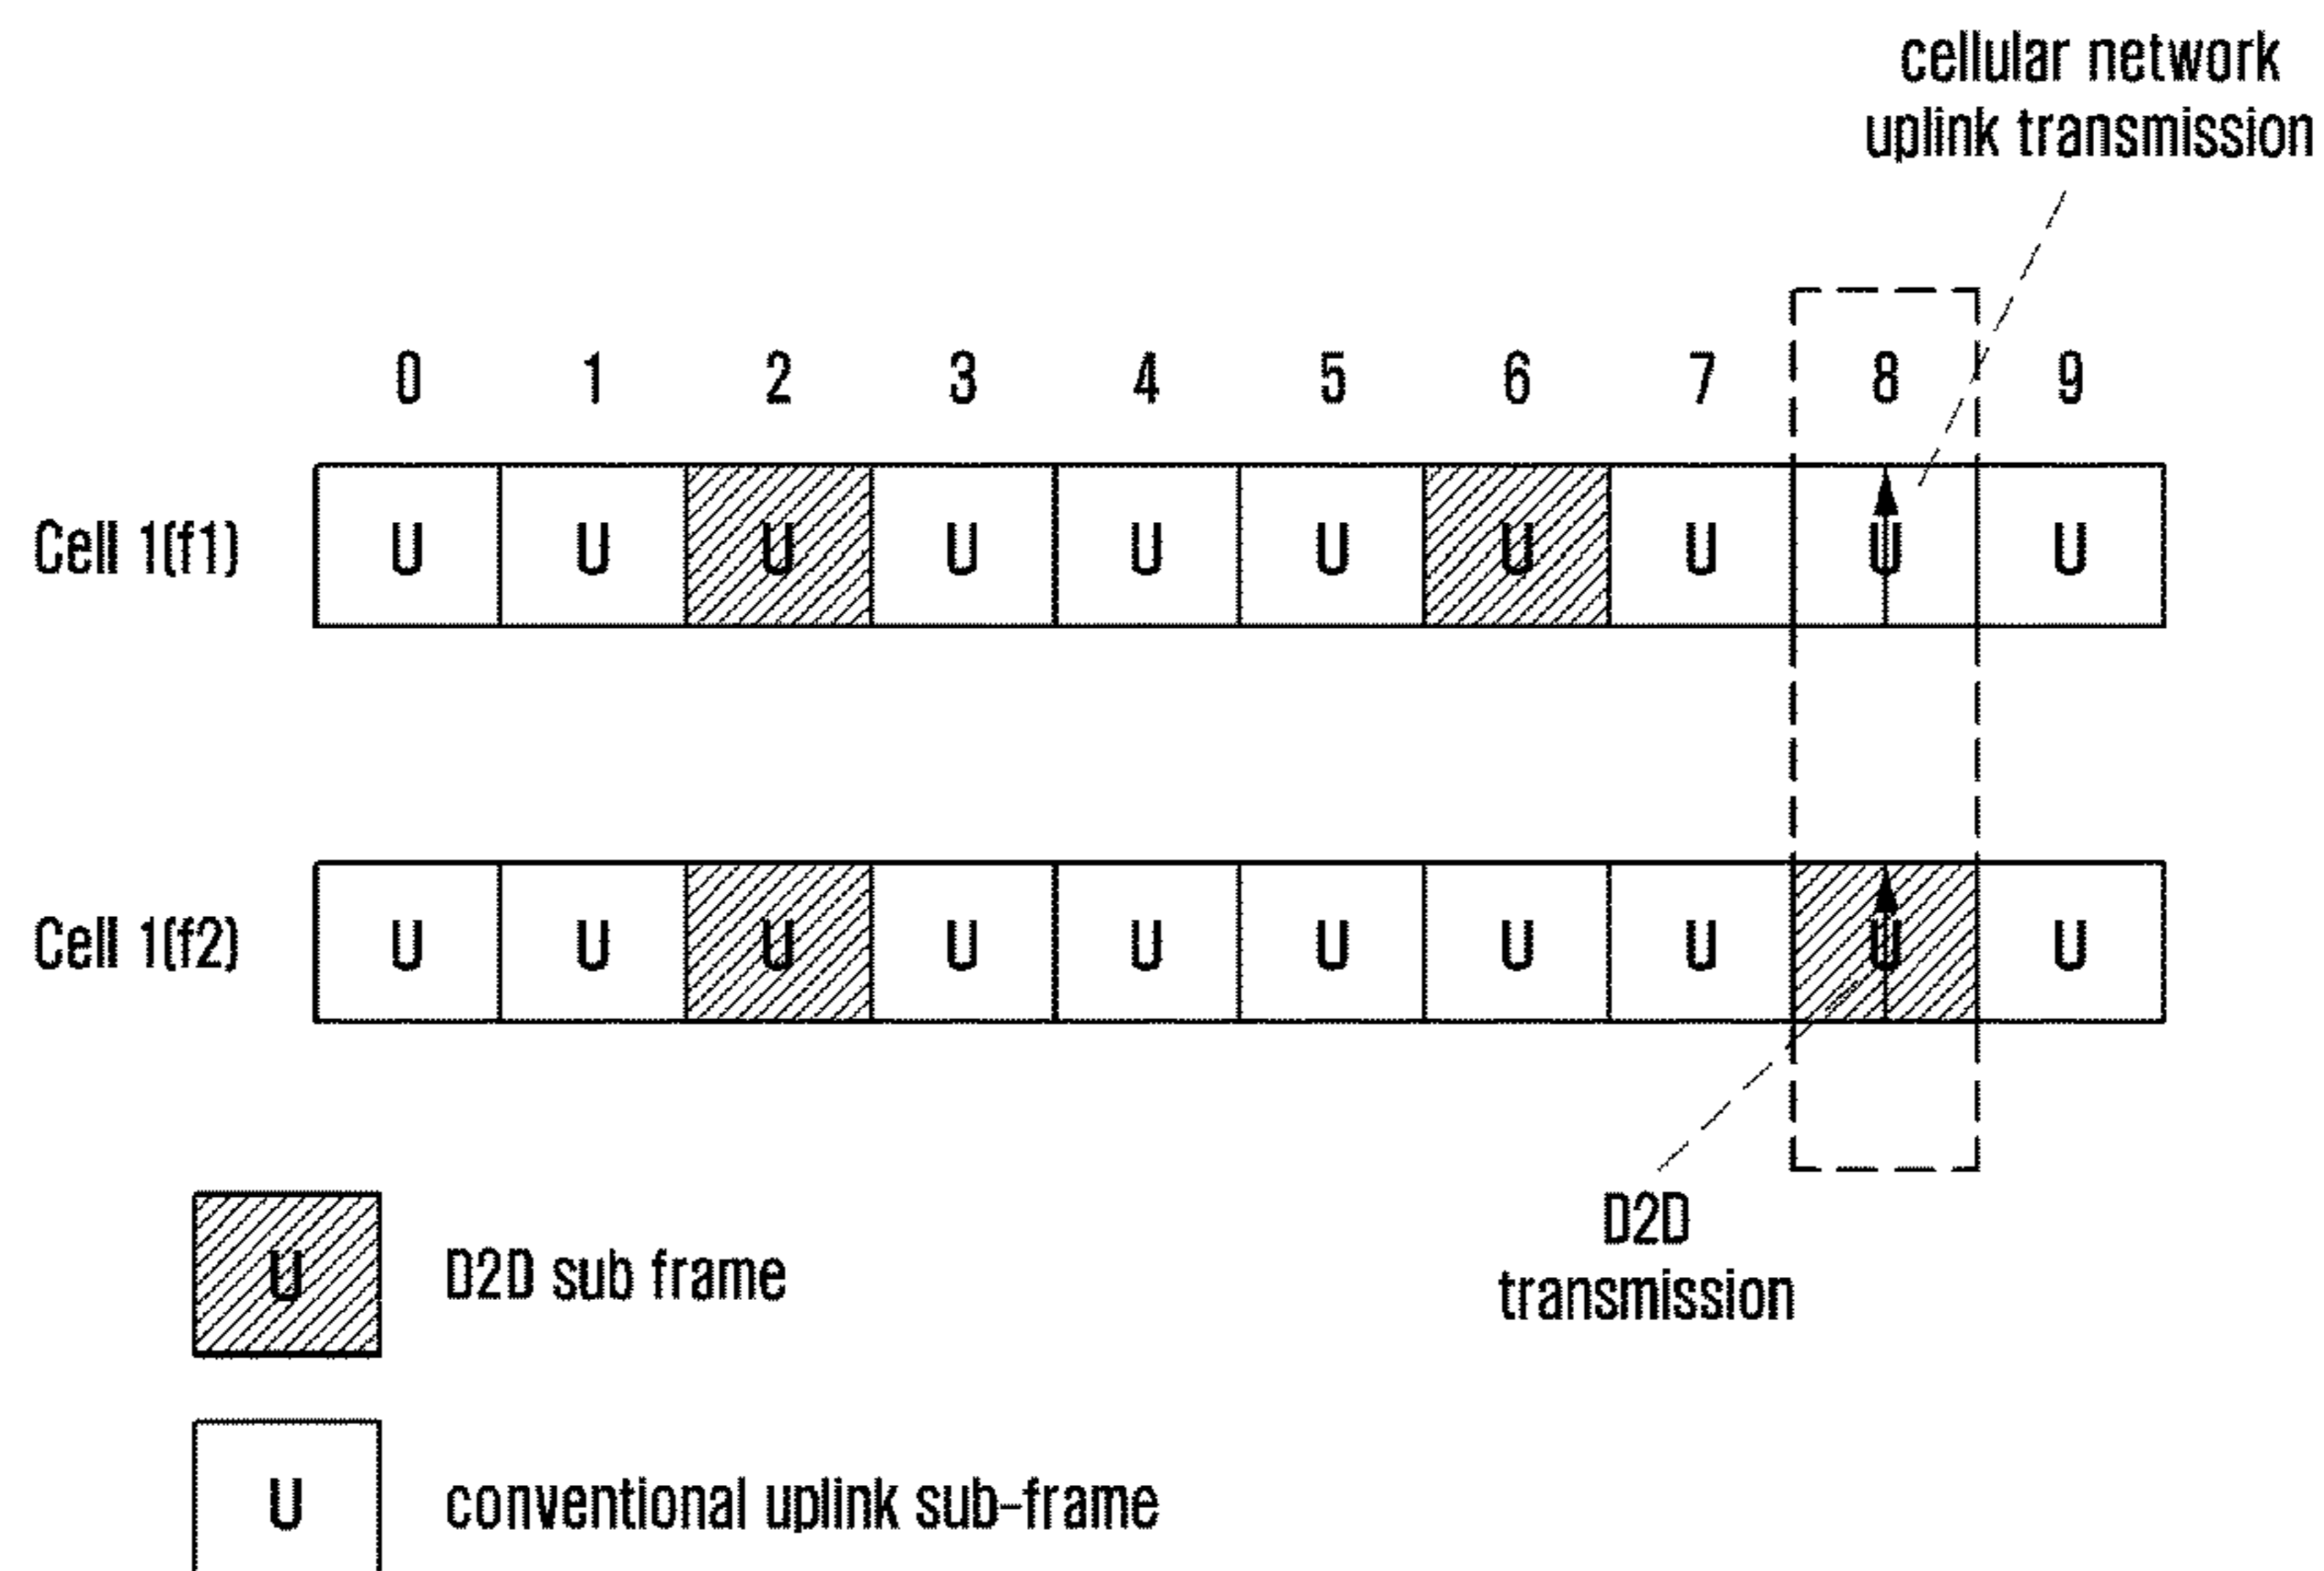 cellular network
uplink transmission
0 1 2 3 4 5 6 7 8 9
Cell 1(f1) U U U U U U U U U U
Cell 1(f2) U U U U U U U U U U
D2D
transmission
U D2D sub frame
U conventional uplink sub-frame